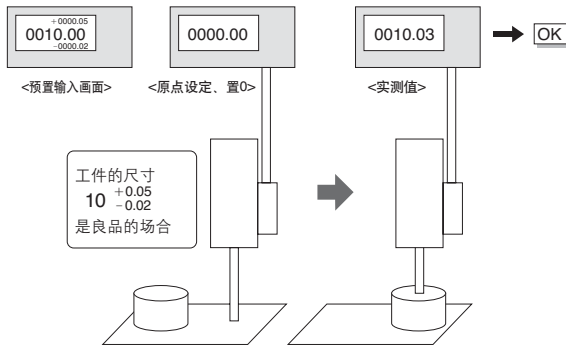 +0000.05
0010.00
-0000.02
0000.00
0010.03
OK
<预置输入画面>
<原点设定、置0>
<实测值>
工件的尺寸
10 +0.05
-0.02
是良品的场合